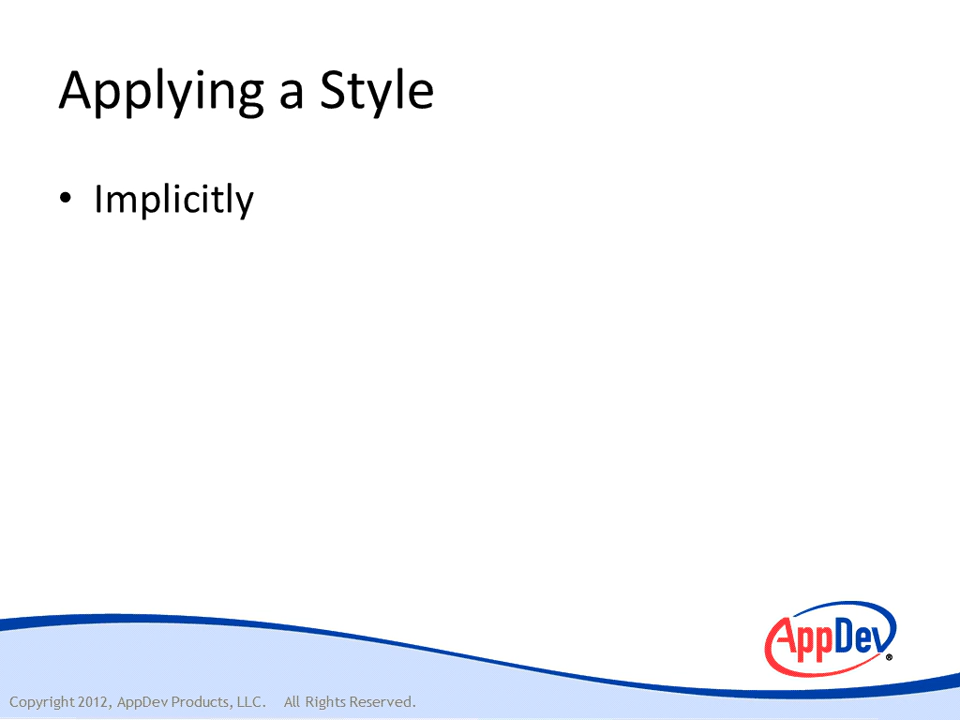 Applying a Style
• Implicitly
AppDev®
Copyright 2012, AppDev Products, LLC. All Rights Reserved.